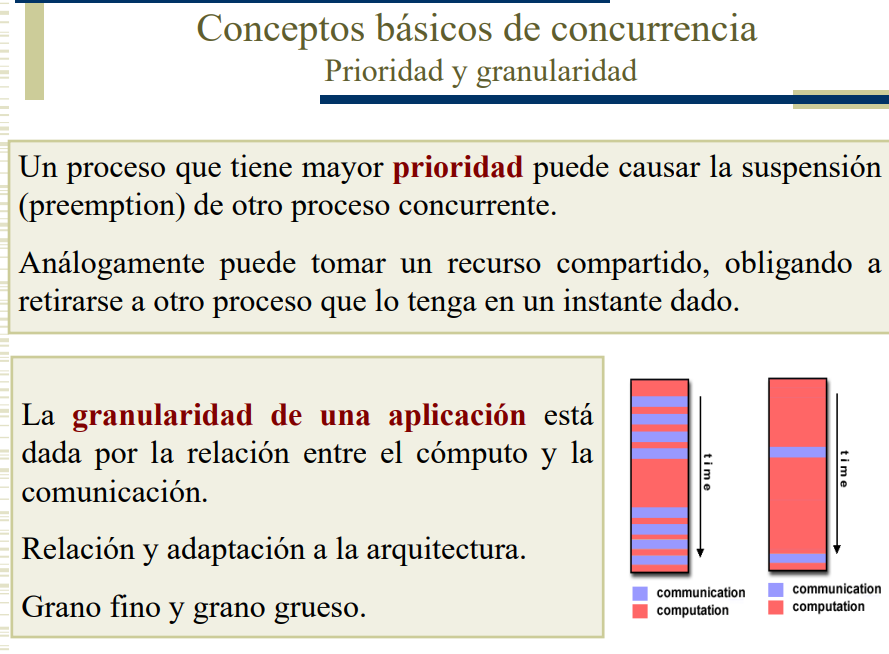 Conceptos básicos de concurrencia
Prioridad y granularidad
Un proceso que tiene mayor prioridad puede causar la suspensión
(preemption) de otro proceso concurrente.
Análogamente puede tomar un recurso compartido, obligando a
retirarse a otro proceso que lo tenga en un instante dado.
La granularidad de una aplicación está
dada por la relación entre el cómputo y la
comunicación.
Relación y adaptación a la arquitectura.
Grano fino y grano grueso.
time
communication
computation
time
communication
computation